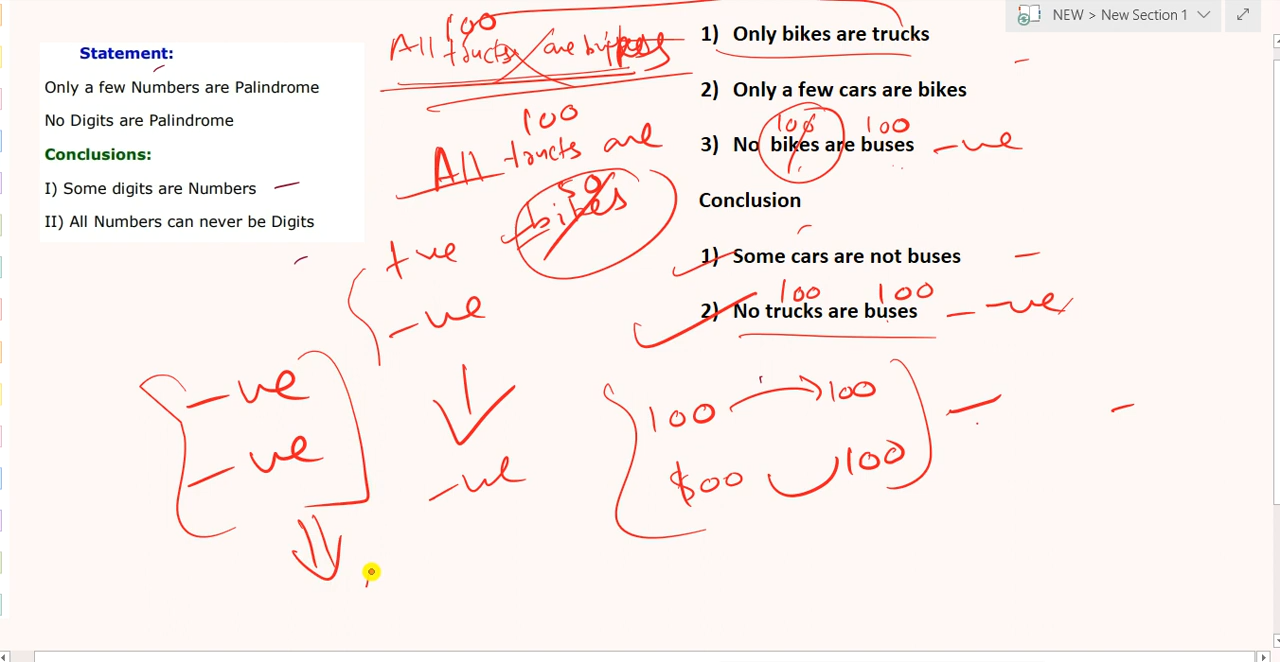 NEW > New Section 1
Statement:
Only a few Numbers are Palindrome
No Digits are Palindrome
Conclusions:
I) Some digits are Numbers
II) All Numbers can never be Digits
100
All
are
100
All
are
50
bikes
+ve
-ve
-ve
-ve
-ve
1) Only bikes are trucks
2) Only a few cars are bikes
100 100
3) No bikes are buses -ve
Conclusion
1) Some cars are not buses
100 100
2) No trucks are buses -ve
100 100
100